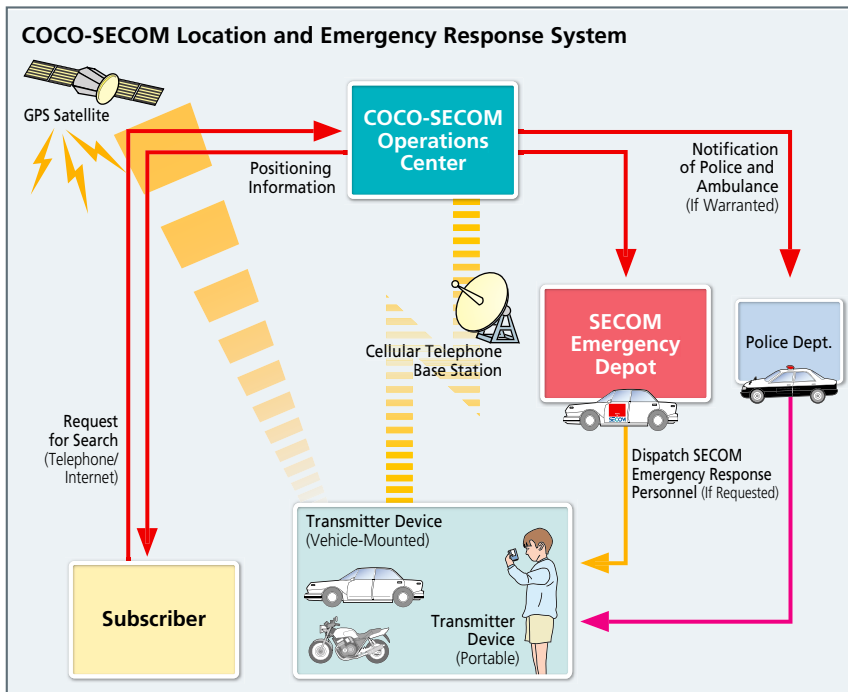 COCO-SECOM Location and Emergency Response System
GPS Satellite
COCO-SECOM
Operations
Center
Positioning
Information
Notification
of Police and
Ambulance
(If Warranted)
SECOM
Emergency
Depot
Police Dept.
Cellular Telephone
Base Station
SECOM
Request
for Search
(Telephone/
Internet)
Dispatch SECOM
Emergency Response
Personnel (If Requested)
Transmitter Device
(Vehicle-Mounted)
Subscriber
Transmitter
Device
(Portable)